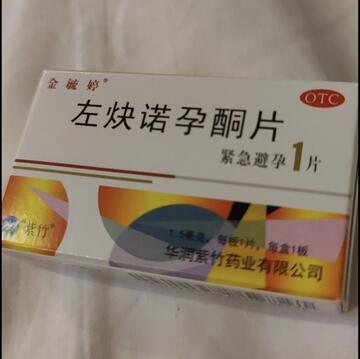 金毓婷®
OTC
左炔诺孕酮片
紧急避孕1片
紫竹®
1.5毫克，每板1片，每盒1板
华润紫竹药业有限公司